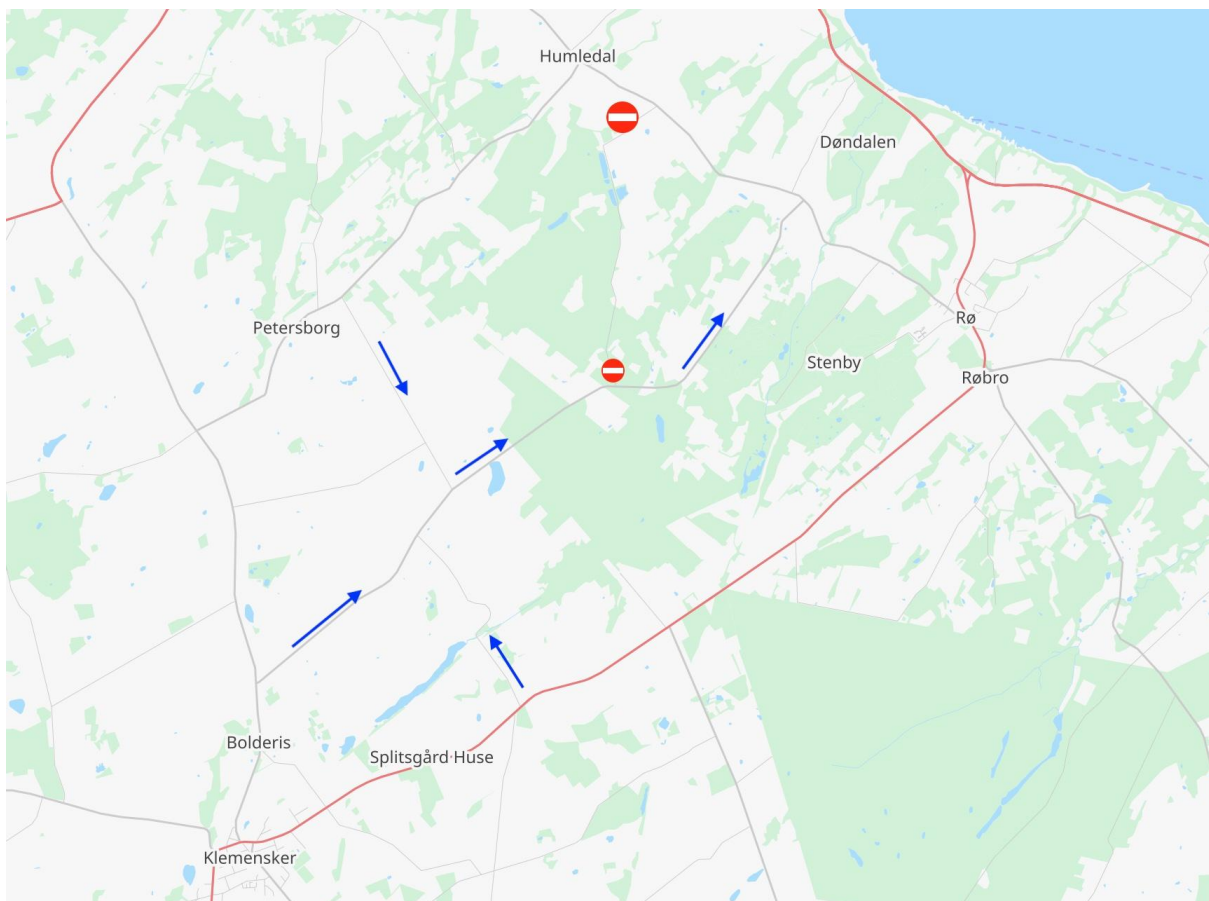 Humledal
Døndalen
Rø
Petersborg
Stenby
Røbro
Bolderis
Splitsgård Huse
Klemensker